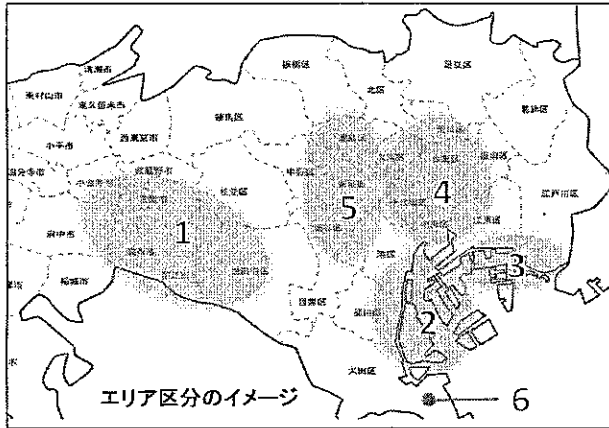 清瀬市
板橋区
足立区
東村山市
東久留米市
北区
練馬区
葛飾区
小平市
西東京市
国分寺市
武蔵野市
中野区
杉並区
江戸川区
府中市
稲城市
港区
江東区
目黒区
品川区
大田区
1
2
3
4
5
6
エリア区分のイメージ